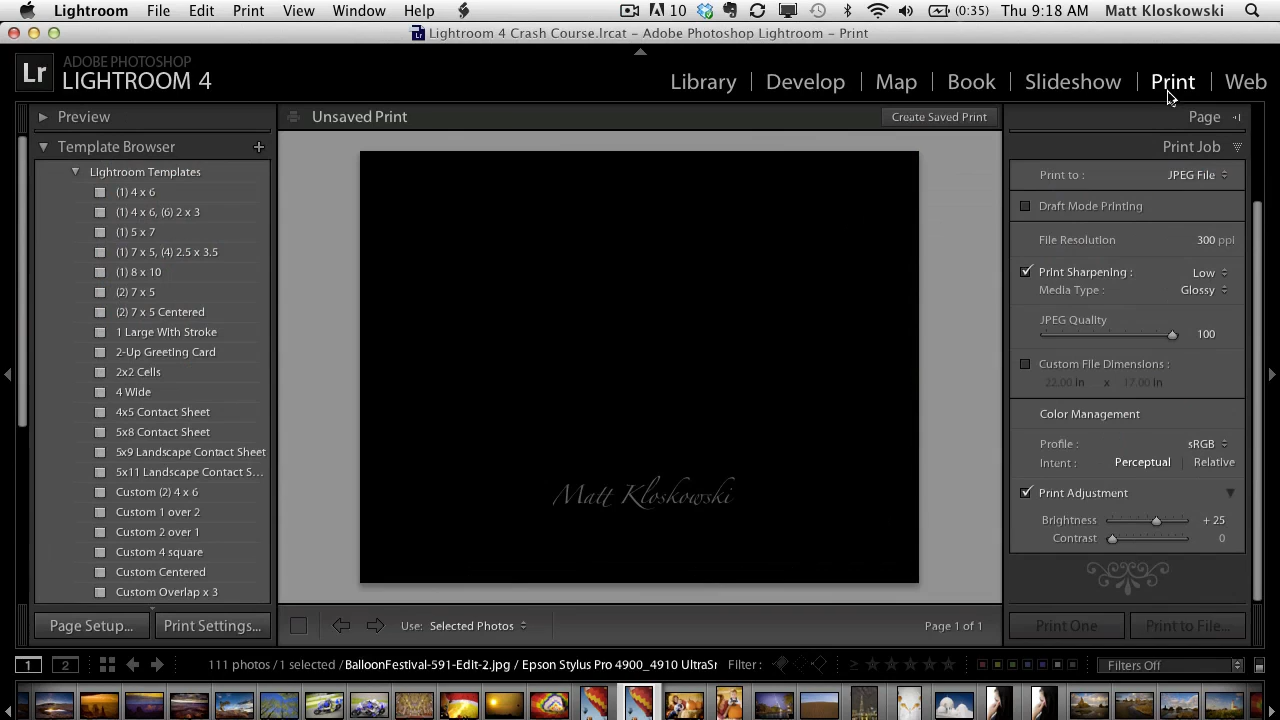 Lightroom File Edit Print View Window Help 10 (0:35) Thu 9:18 AM Matt Kloskowski
Lr Lightroom 4 Crash Course.lrcat – Adobe Photoshop Lightroom – Print
Lr ADOBE PHOTOSHOP
LIGHTROOM 4
Library | Develop | Map | Book | Slideshow | Print | Web
Preview
Template Browser +
Lightroom Templates
(1) 4 x 6
(1) 4 x 6, (6) 2 x 3
(1) 5 x 7
(1) 7 x 5, (4) 2.5 x 3.5
(1) 8 x 10
(2) 7 x 5
(2) 7 x 5 Centered
1 Large With Stroke
2-Up Greeting Card
2x2 Cells
4 Wide
4x5 Contact Sheet
5x8 Contact Sheet
5x9 Landscape Contact Sheet
5x11 Landscape Contact S...
Custom (2) 4 x 6
Custom 1 over 2
Custom 2 over 1
Custom 4 square
Custom Centered
Custom Overlap x 3
Page Setup... Print Settings...
Unsaved Print Create Saved Print
Matt Kloskowski
Use: Selected Photos Page 1 of 1
Page
Print Job
Print to : JPEG File
Draft Mode Printing
File Resolution 300 ppi
Print Sharpening : Low
Media Type : Glossy
JPEG Quality
100
Custom File Dimensions :
22.00 in x 17.00 in
Color Management
Profile : sRGB
Intent : Perceptual | Relative
Print Adjustment
Brightness + 25
Contrast 0
Print One Print to File...
1 2 111 photos / 1 selected / BalloonFestival-591-Edit-2.jpg / Epson Stylus Pro 4900_4910 UltraSr Filter : Filters Off